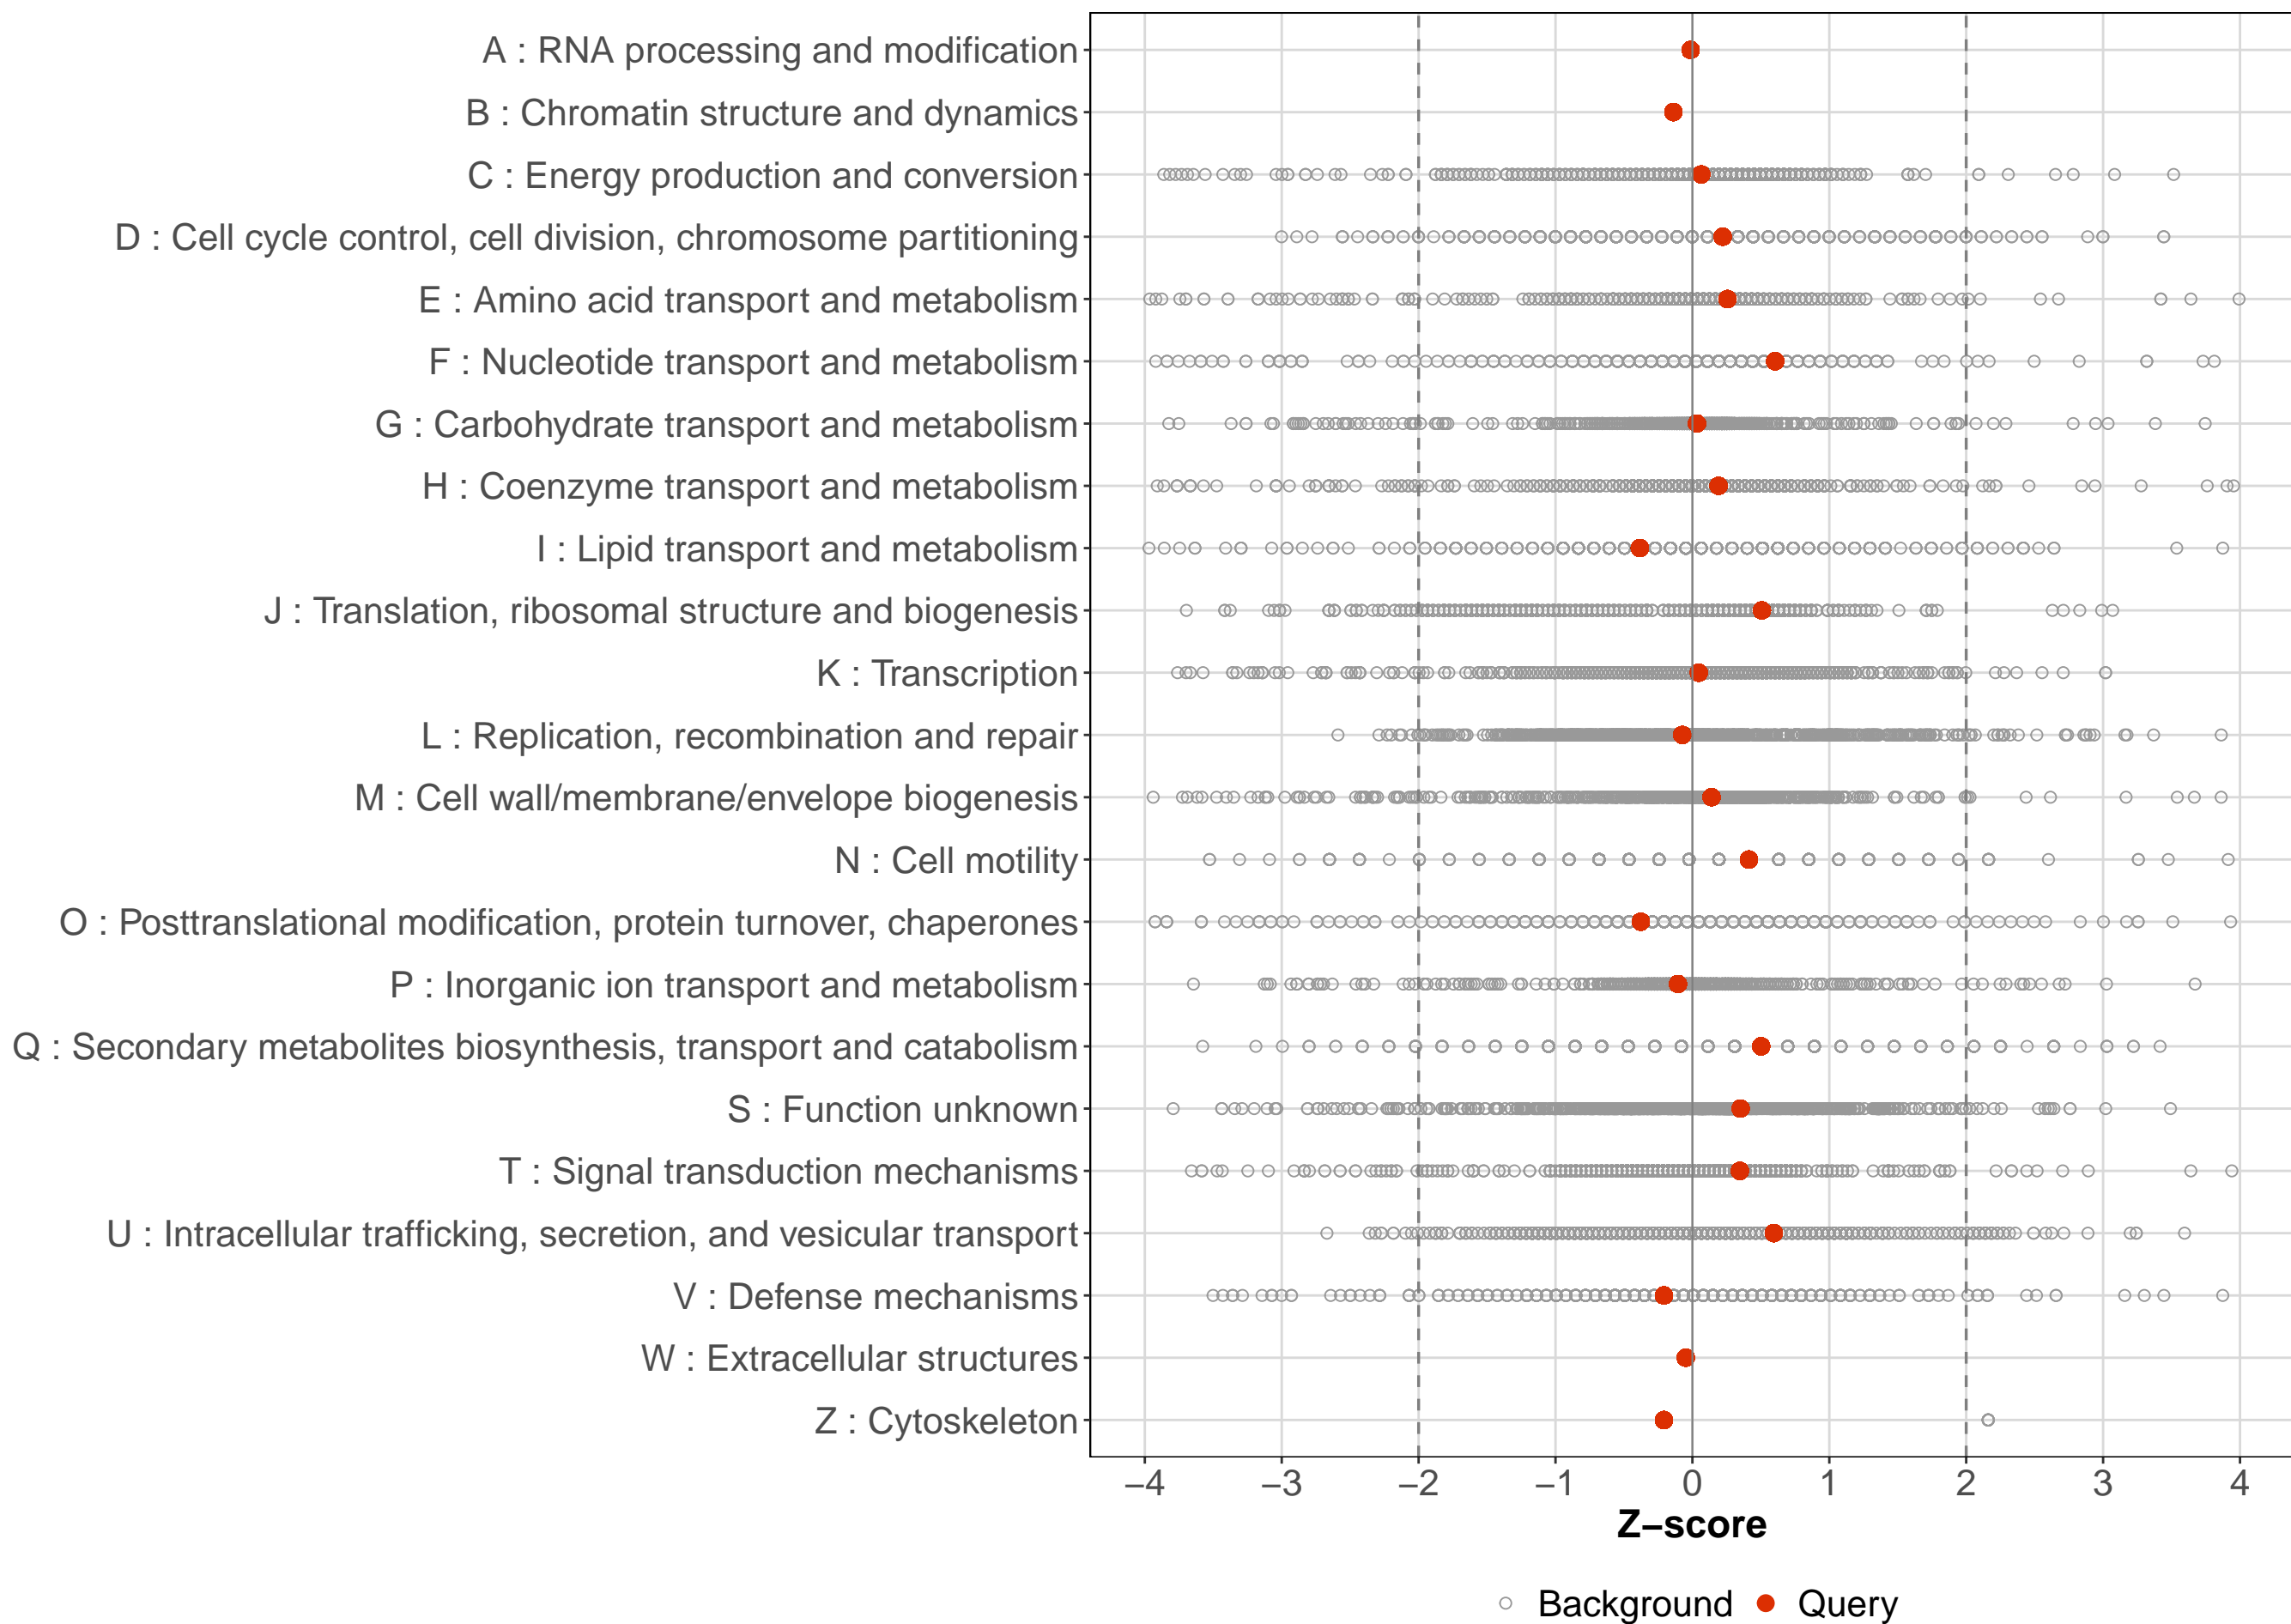 A : RNA processing and modification
B : Chromatin structure and dynamics
C : Energy production and conversion
D : Cell cycle control, cell division, chromosome partitioning
E : Amino acid transport and metabolism
F : Nucleotide transport and metabolism
G : Carbohydrate transport and metabolism
H : Coenzyme transport and metabolism
I : Lipid transport and metabolism
J : Translation, ribosomal structure and biogenesis
K : Transcription
L : Replication, recombination and repair
M : Cell wall/membrane/envelope biogenesis
N : Cell motility
O : Posttranslational modification, protein turnover, chaperones
P : Inorganic ion transport and metabolism
Q : Secondary metabolites biosynthesis, transport and catabolism
S : Function unknown
T : Signal transduction mechanisms
U : Intracellular trafficking, secretion, and vesicular transport
V : Defense mechanisms
W : Extracellular structures
Z : Cytoskeleton
−4 −3 −2 −1 0 1 2 3 4
Z−score
Background Query